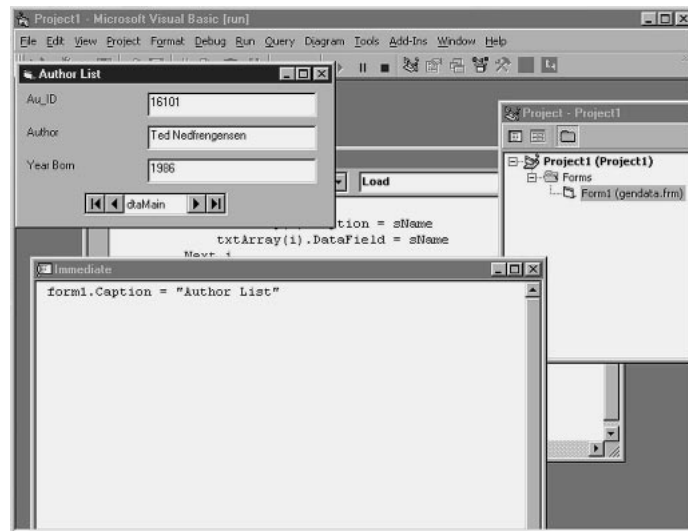 Project1 - Microsoft Visual Basic [run]
File Edit View Project Format Debug Run Query Diagram Tools Add-Ins Window Help
Author List
Au_ID
16101
Author
Ted Nedfrengensen
Year Born
1986
dtaMain
Load
tion = sName
txtArray(i).DataField = sName
Next i
Project - Project1
Project1 (Project1)
Forms
Form1 (gendata.frm)
Immediate
form1.Caption = "Author List"